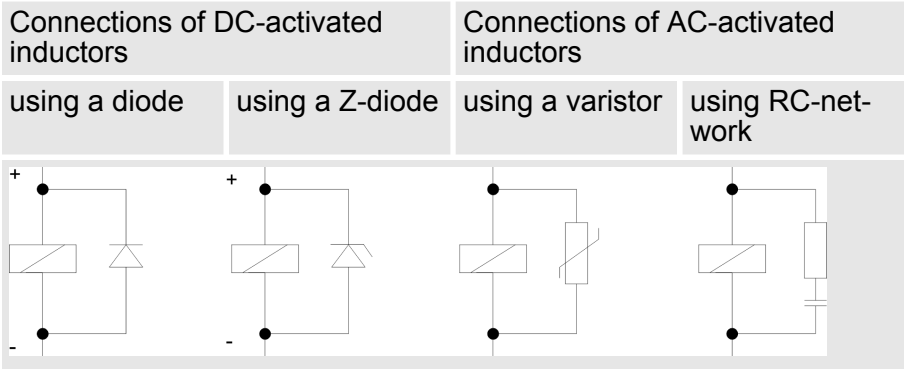 Connections of DC-activated
inductors
Connections of AC-activated
inductors
using a diode
using a Z-diode
using a varistor
using RC-net-
work
+
+
-
-